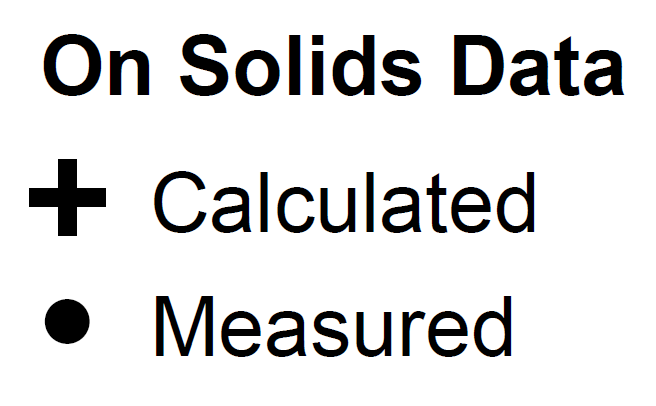 On Solids Data
Calculated
Measured